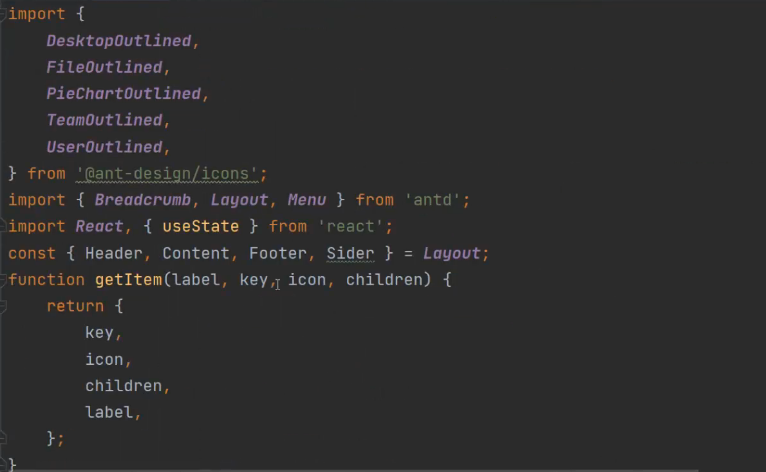 import {
    DesktopOutlined,
    FileOutlined,
    PieChartOutlined,
    TeamOutlined,
    UserOutlined,
} from '@ant-design/icons';
import { Breadcrumb, Layout, Menu } from 'antd';
import React, { useState } from 'react';
const { Header, Content, Footer, Sider } = Layout;
function getItem(label, key, icon, children) {
    return {
        key,
        icon,
        children,
        label,
    };
}